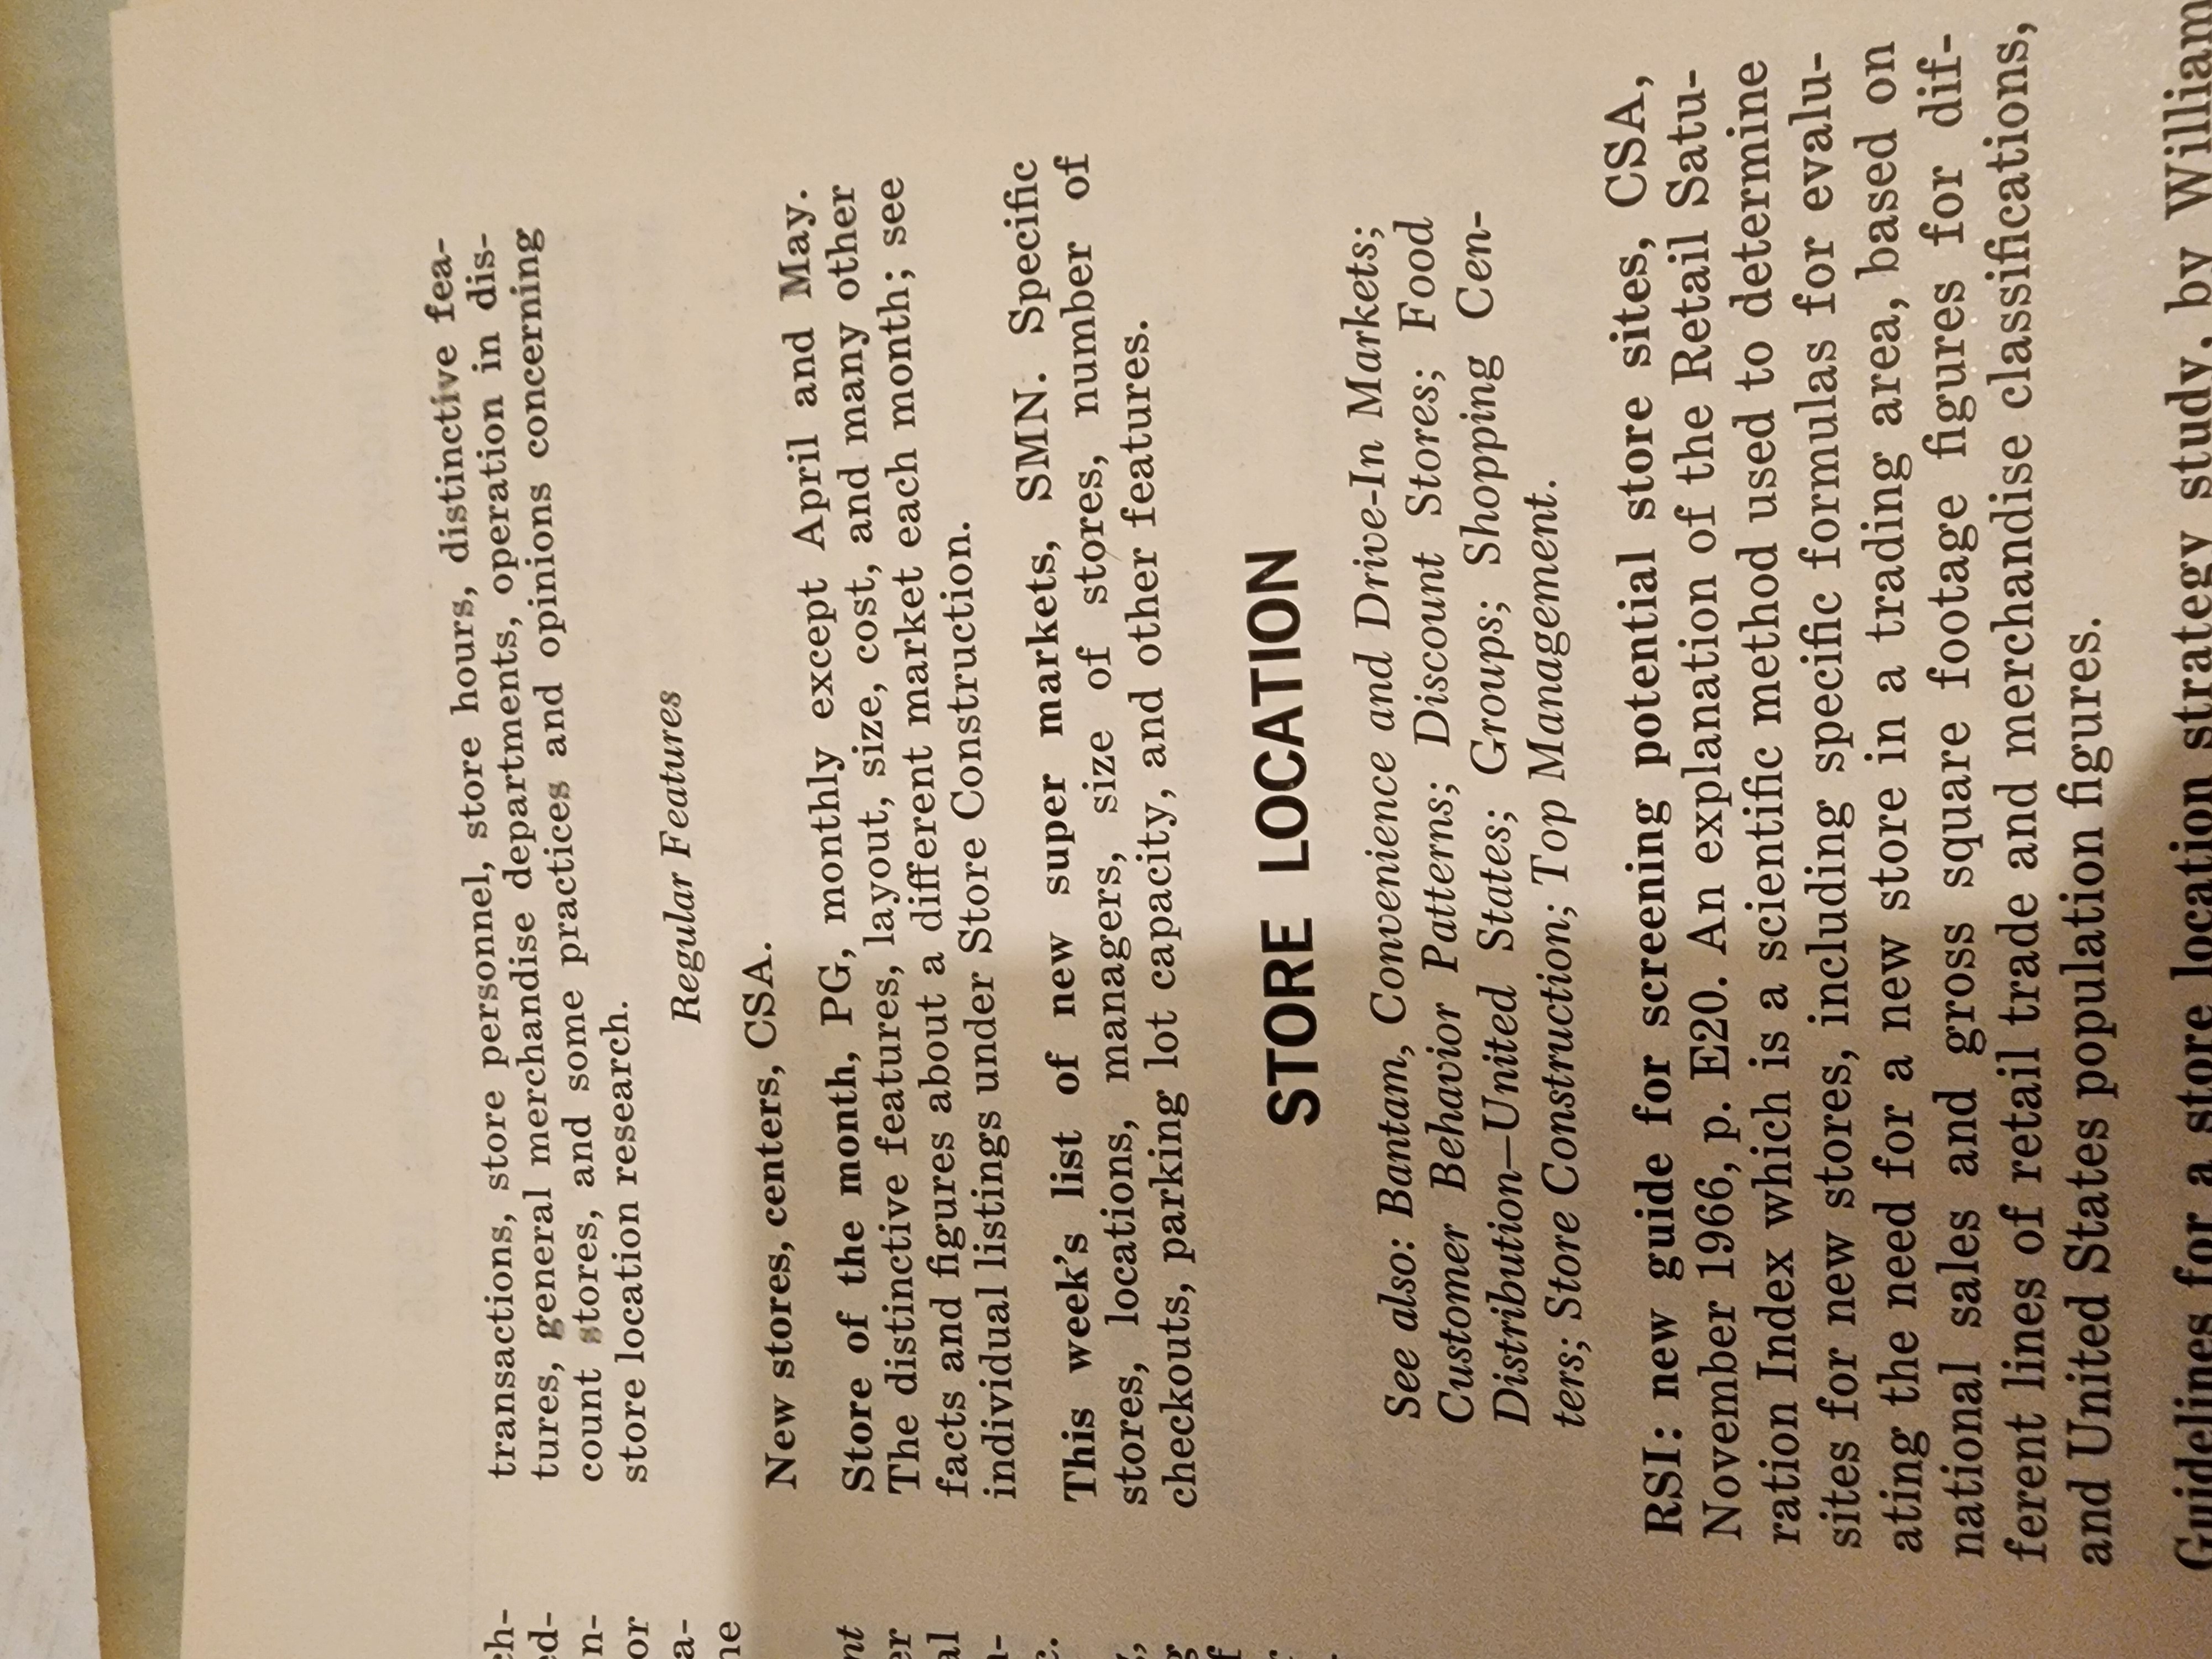 transactions, store personnel, store hours, distinctive fea-
tures, general merchandise departments, operation in dis-
count stores, and some practices and opinions concerning
store location research.
Regular Features
New stores, centers, CSA.
Store of the month, PG, monthly except April and May.
The distinctive features, layout, size, cost, and many other
facts and figures about a different market each month; see
individual listings under Store Construction.
This week's list of new super markets, SMN. Specific
stores, locations, managers, size of stores, number of
checkouts, parking lot capacity, and other features.
STORE LOCATION
See also: Bantam, Convenience and Drive-In Markets;
Customer Behavior Patterns; Discount Stores; Food
Distribution—United States; Groups; Shopping Cen-
ters; Store Construction; Top Management.
RSI: new guide for screening potential store sites, CSA,
November 1966, p. E20. An explanation of the Retail Satu-
ration Index which is a scientific method used to determine
sites for new stores, including specific formulas for evalu-
ating the need for a new store in a trading area, based on
national sales and gross square footage figures for dif-
ferent lines of retail trade and merchandise classifications,
and United States population figures.
Guidelines for a store location strategy study, by William